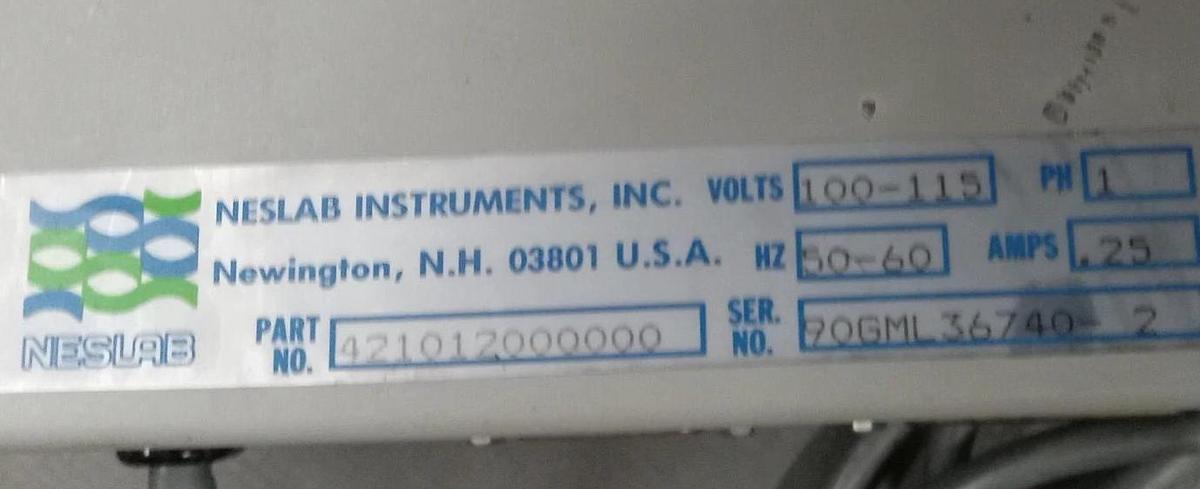 NESLAB INSTRUMENTS, INC. VOLTS 100-115 PH 1
Newington, N.H. 03801 U.S.A. HZ 50-60 AMPS .25
PART NO. 421012000000 SER. NO. 90GML36740- 2
NESLAB